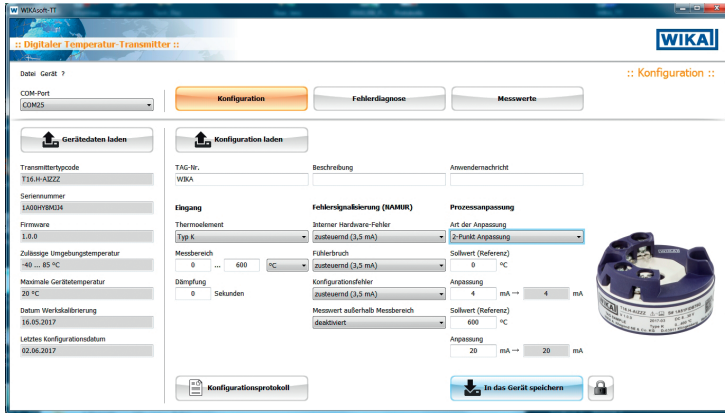 WIKAsoft-TT
:: Digitaler Temperatur-Transmitter ::
WIKA
Datei Gerät ?
:: Konfiguration ::
COM-Port
COM25
Konfiguration Fehlerdiagnose Messwerte
Gerätedaten laden Konfiguration laden
Transmittertypcode
T16.H-AIZZZ
Seriennummer
1A00HYBMJJ4
Firmware
1.0.0
Zulässige Umgebungstemperatur
-40 ... 85 °C
Maximale Gerätetemperatur
20 °C
Datum Werkskalibrierung
16.05.2017
Letztes Konfigurationsdatum
02.06.2017
TAG-Nr. Beschreibung Anwendernachricht
WIKA
Eingang
Thermoelement
Typ K
Messbereich
0 ... 600 °C
Dämpfung
0 Sekunden
Fehlersignalisierung (NAMUR)
Interner Hardware-Fehler
zusteuernd (3,5 mA)
Fühlerbruch
zusteuernd (3,5 mA)
Konfigurationsfehler
zusteuernd (3,5 mA)
Messwert außerhalb Messbereich
deaktiviert
Prozessanpassung
Art der Anpassung
2-Punkt Anpassung
Sollwert (Referenz)
0 °C
Anpassung
4 mA → 4 mA
Sollwert (Referenz)
600 °C
Anpassung
20 mA → 20 mA
Konfigurationsprotokoll In das Gerät speichern
WIKA
T16.H-AIZZZ